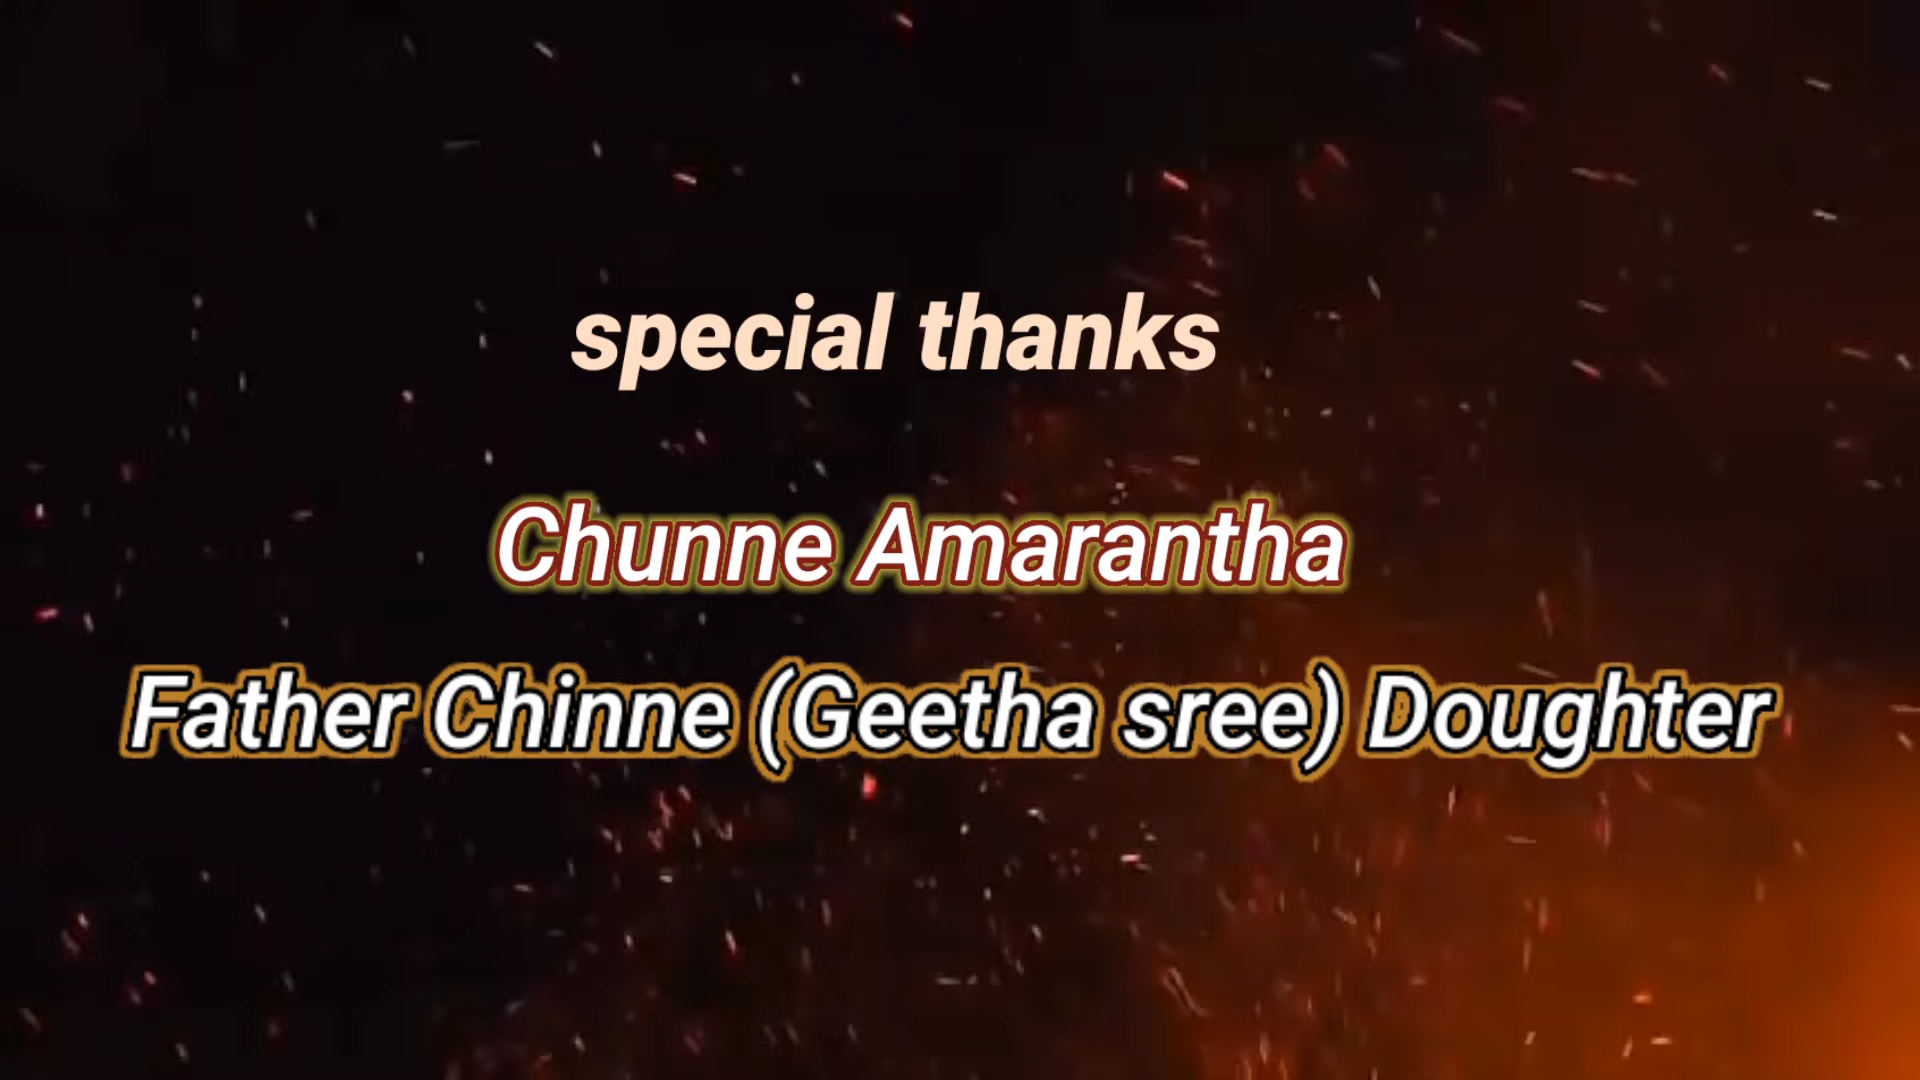 special thanks
Chunne Amarantha
Father Chinne (Geetha sree) Doughter